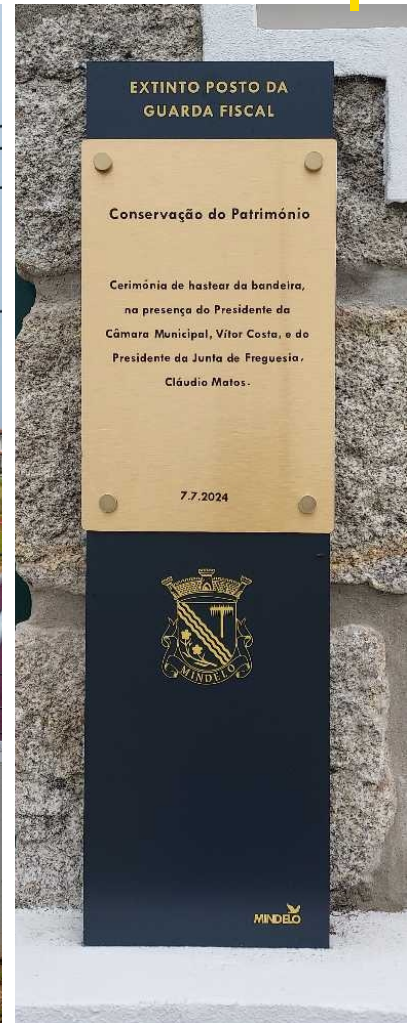 EXTINTO POSTO DA
GUARDA FISCAL
Conservação do Património
Cerimónia de hastear da bandeira,
na presença do Presidente da
Câmara Municipal, Vítor Costa, e do
Presidente da Junta de Freguesia,
Cláudio Matos.
7.7.2024
MINDELO
MINDELO